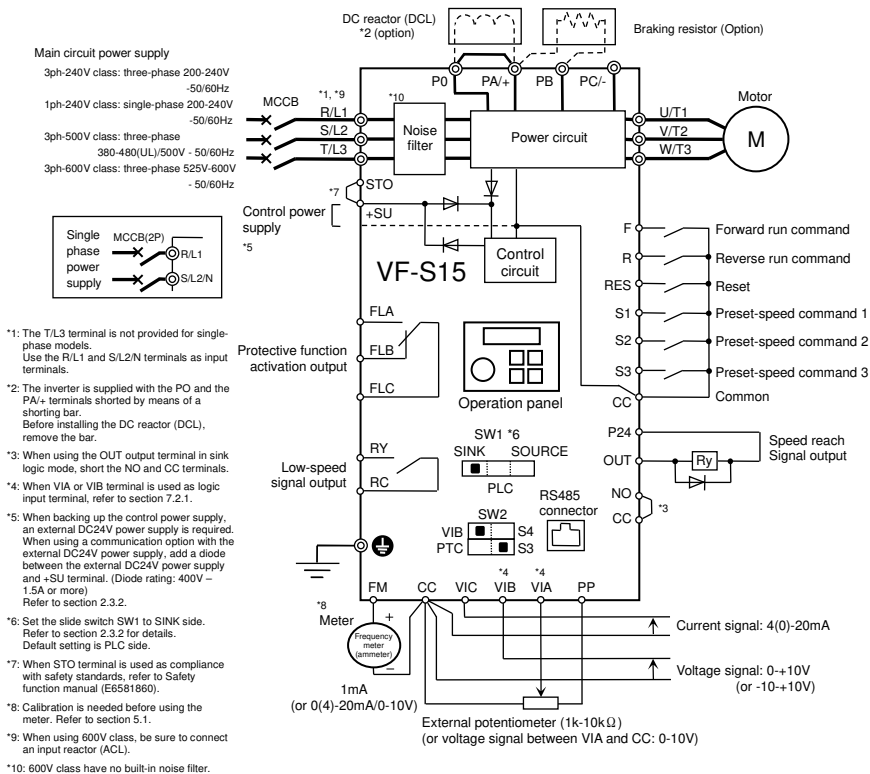 DC reactor (DCL)
*2 (option)
Braking resistor (Option)
Main circuit power supply
3ph-240V class: three-phase 200-240V
-50/60Hz
1ph-240V class: single-phase 200-240V
-50/60Hz
3ph-500V class: three-phase
380-480(UL)/500V - 50/60Hz
3ph-600V class: three-phase 525V-600V
- 50/60Hz
MCCB
*1, *9
R/L1
S/L2
T/L3
P0
PA/+
PB
PC/-
*10
Noise
filter
Power circuit
U/T1
V/T2
W/T3
Motor
M
*7
STO
+SU
Control power
supply
*5
Control
circuit
VF-S15
Single
phase
power
supply
MCCB(2P)
R/L1
S/L2/N
F
Forward run command
R
Reverse run command
RES
Reset
S1
Preset-speed command 1
S2
Preset-speed command 2
S3
Preset-speed command 3
CC
Common
FLA
FLB
FLC
Protective function
activation output
Operation panel
P24
OUT
Ry
Speed reach
Signal output
NO
CC
*3
SW1 *6
SINK
SOURCE
PLC
RY
RC
Low-speed
signal output
RS485
connector
SW2
VIB
S4
PTC
S3
FM
CC
VIC
*4
VIB
*4
VIA
PP
*8
Meter
+
Frequency
meter
(ammeter)
−
1mA
(or 0(4)-20mA/0-10V)
Current signal: 4(0)-20mA
Voltage signal: 0-+10V
(or -10-+10V)
External potentiometer (1k-10kΩ)
(or voltage signal between VIA and CC: 0-10V)
*1: The T/L3 terminal is not provided for single-
phase models.
Use the R/L1 and S/L2/N terminals as input
terminals.
*2: The inverter is supplied with the PO and the
PA/+ terminals shorted by means of a
shorting bar.
Before installing the DC reactor (DCL),
remove the bar.
*3: When using the OUT output terminal in sink
logic mode, short the NO and CC terminals.
*4: When VIA or VIB terminal is used as logic
input terminal, refer to section 7.2.1.
*5: When backing up the control power supply,
an external DC24V power supply is required.
When using a communication option with the
external DC24V power supply, add a diode
between the external DC24V power supply
and +SU terminal. (Diode rating: 400V –
1.5A or more)
Refer to section 2.3.2.
*6: Set the slide switch SW1 to SINK side.
Refer to section 2.3.2 for details.
Default setting is PLC side.
*7: When STO terminal is used as compliance
with safety standards, refer to Safety
function manual (E6581860).
*8: Calibration is needed before using the
meter. Refer to section 5.1.
*9: When using 600V class, be sure to connect
an input reactor (ACL).
*10: 600V class have no built-in noise filter.